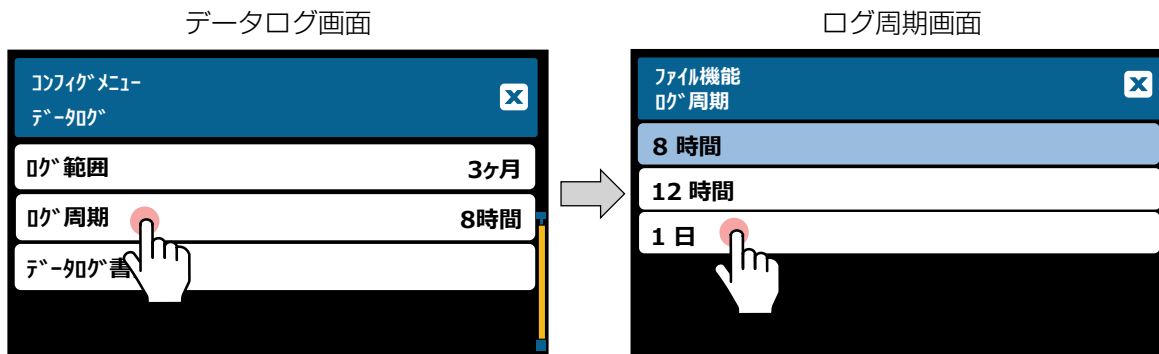 データログ画面
コンフィグメニュー
データログ
ログ範囲 3ヶ月
ログ周期 8時間
データログ書
ログ周期画面
ファイル機能
ログ周期
8 時間
12 時間
1 日